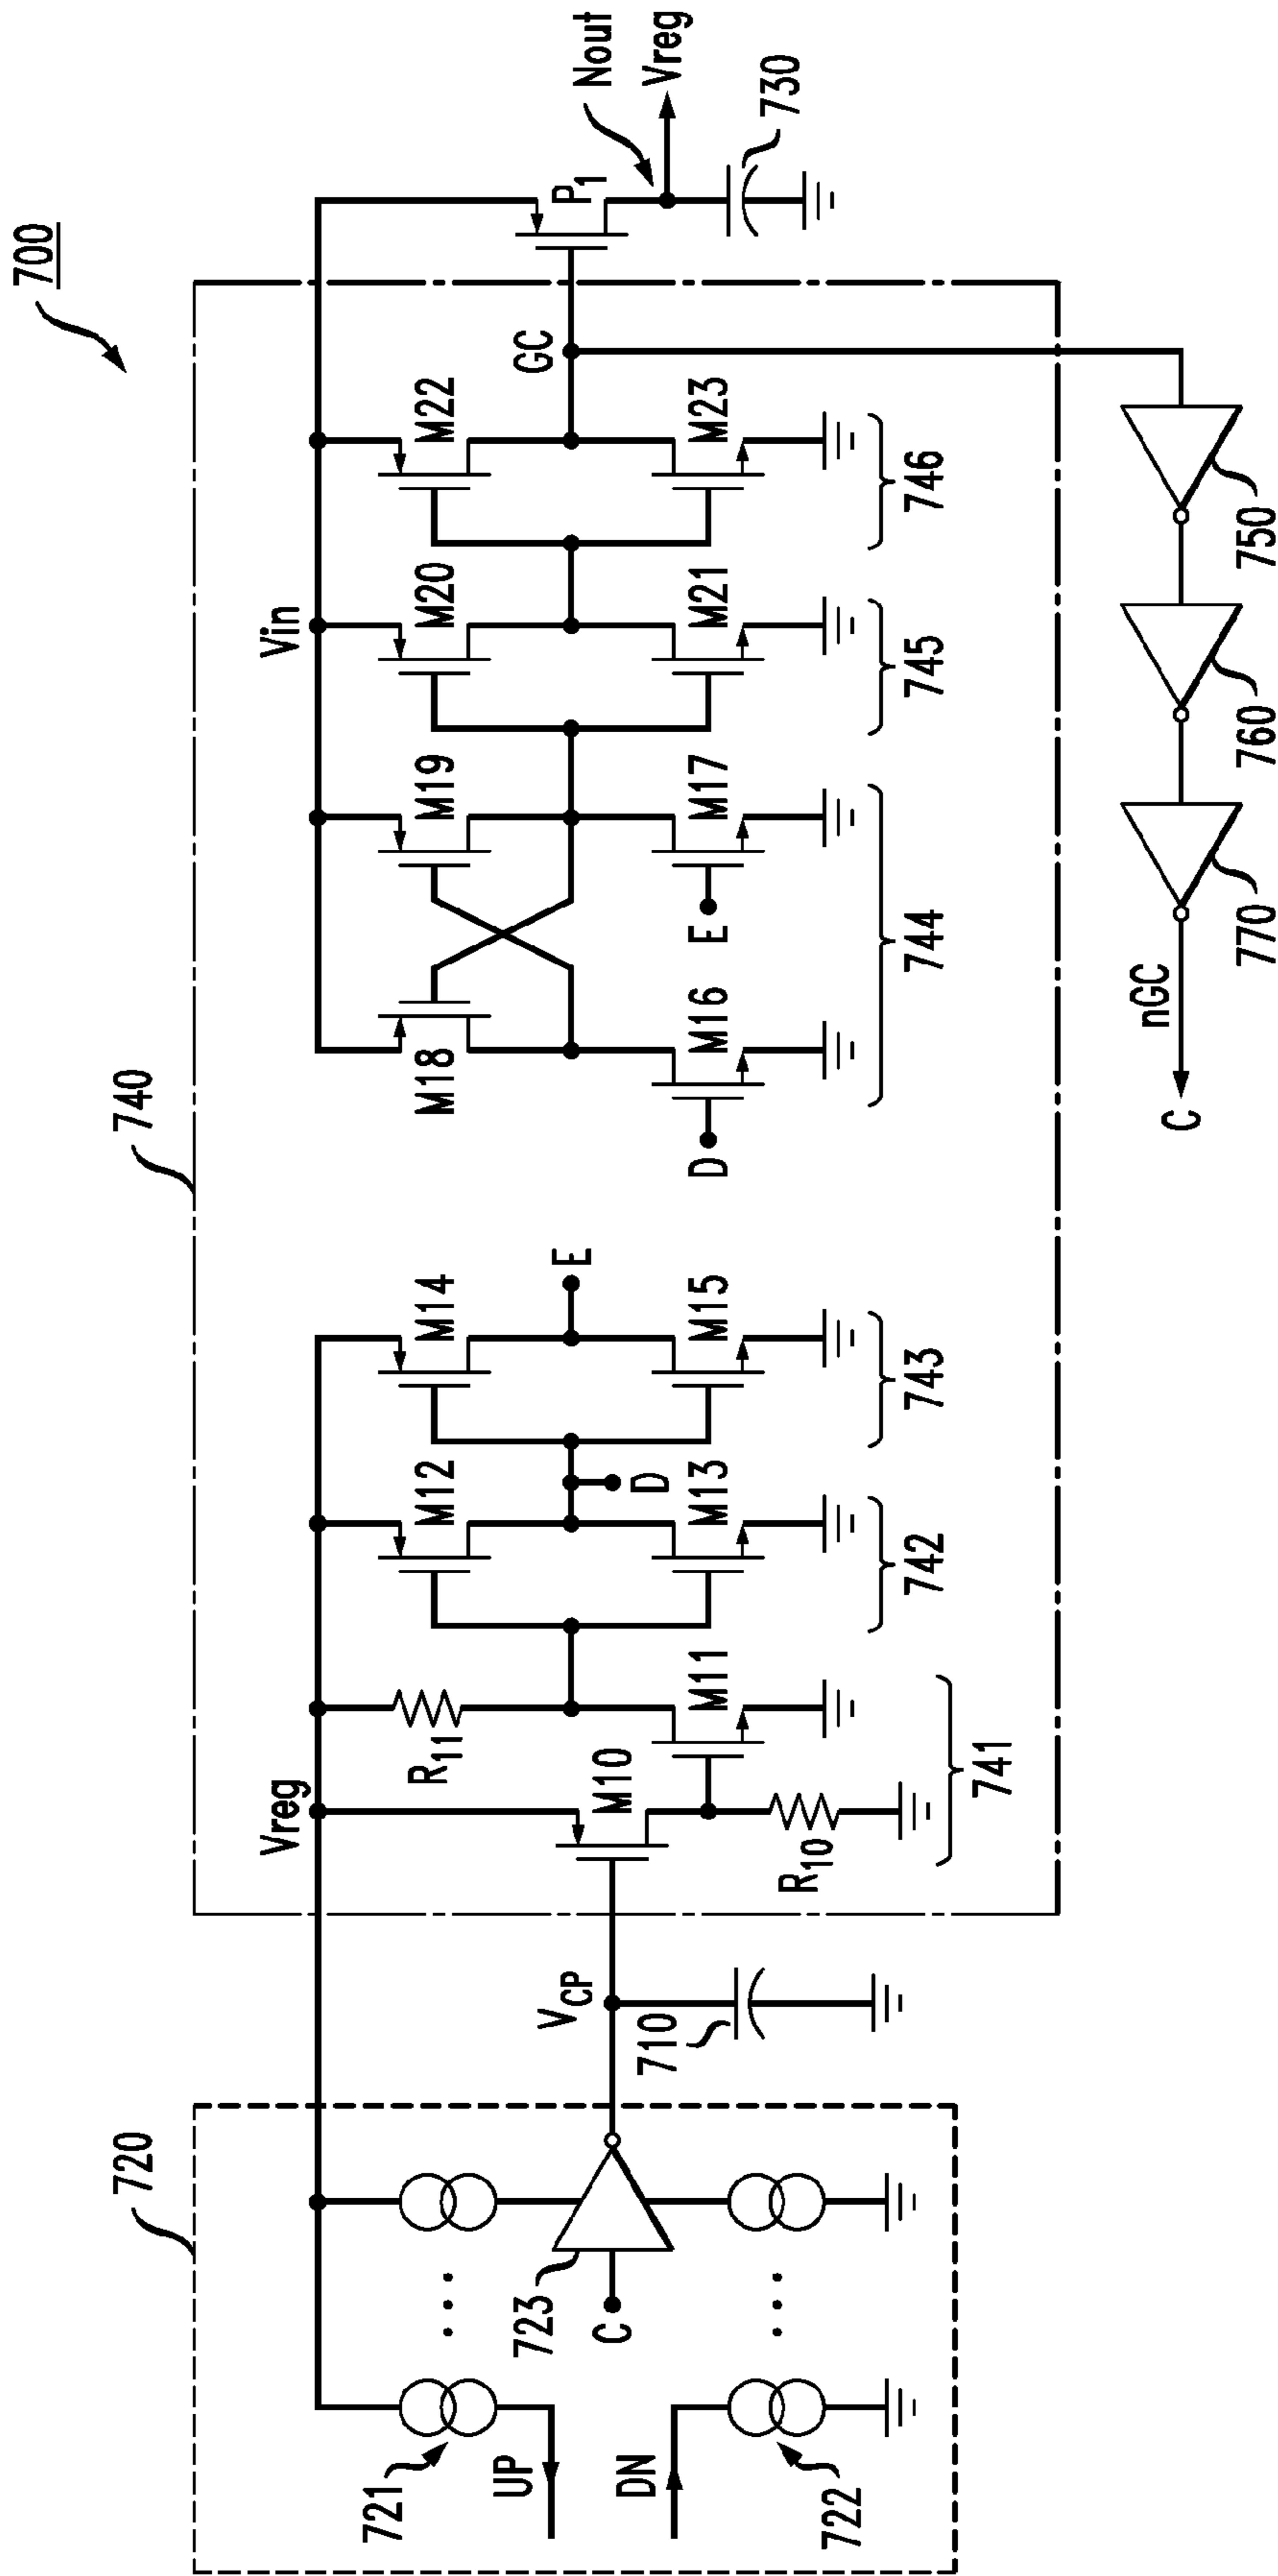 700
740
720
Vreg
Vin
721
UP
DN
722
723
C
VCP
710
M10
R10
R11
M11
741
M12
M13
742
D
M14
M15
743
E
D
M18
M16
E
M19
M17
744
M20
M21
745
M22
M23
746
GC
P1
Nout
Vreg
730
750
760
770
nGC
C